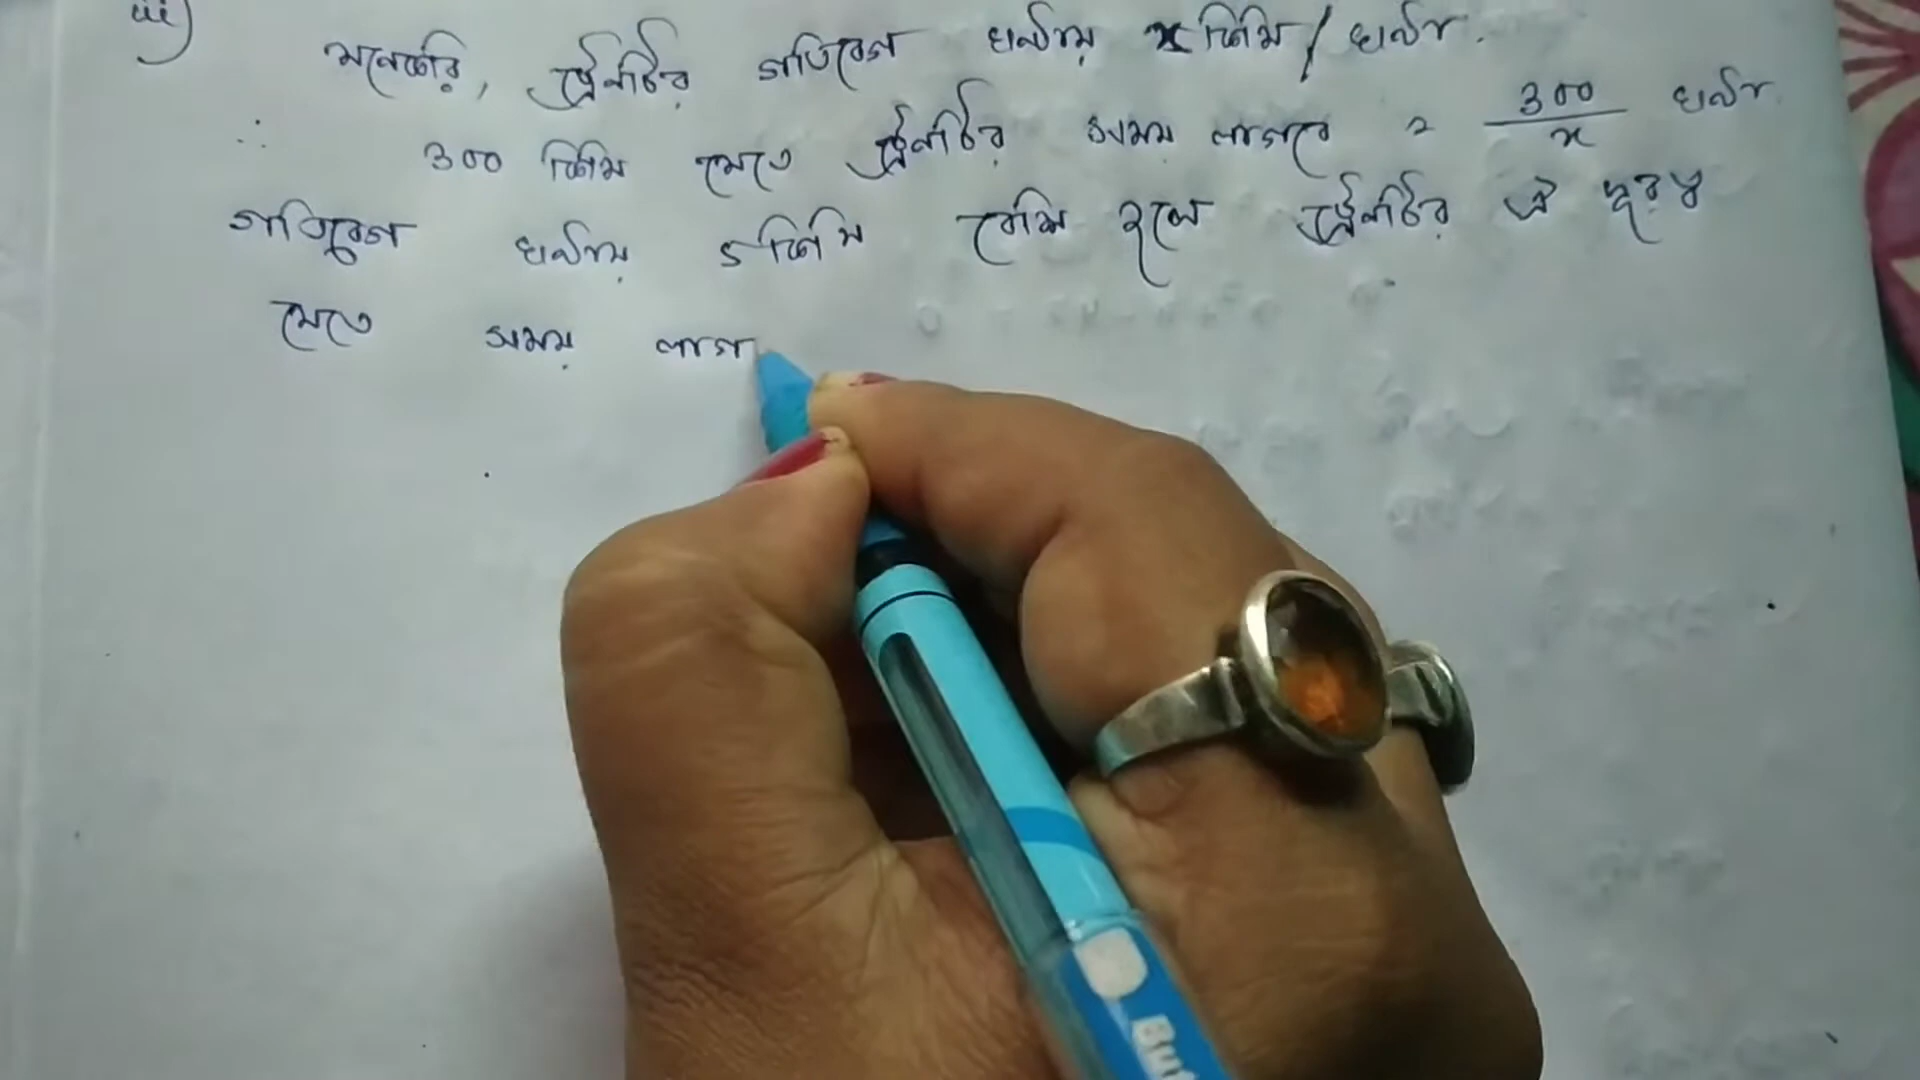 iii)
মনেকরি, ট্রেনটির গতিবেগ ঘন্টায় x কিমি/ ঘন্টা.
∴ 300 কিমি যেতে ট্রেনটির সময় লাগবে = 300/x ঘন্টা
গতিবেগ ঘন্টায় 5 কিমি বেশি হলে ট্রেনটির ঐ দূরত্ব
যেতে সময় লাগ
But